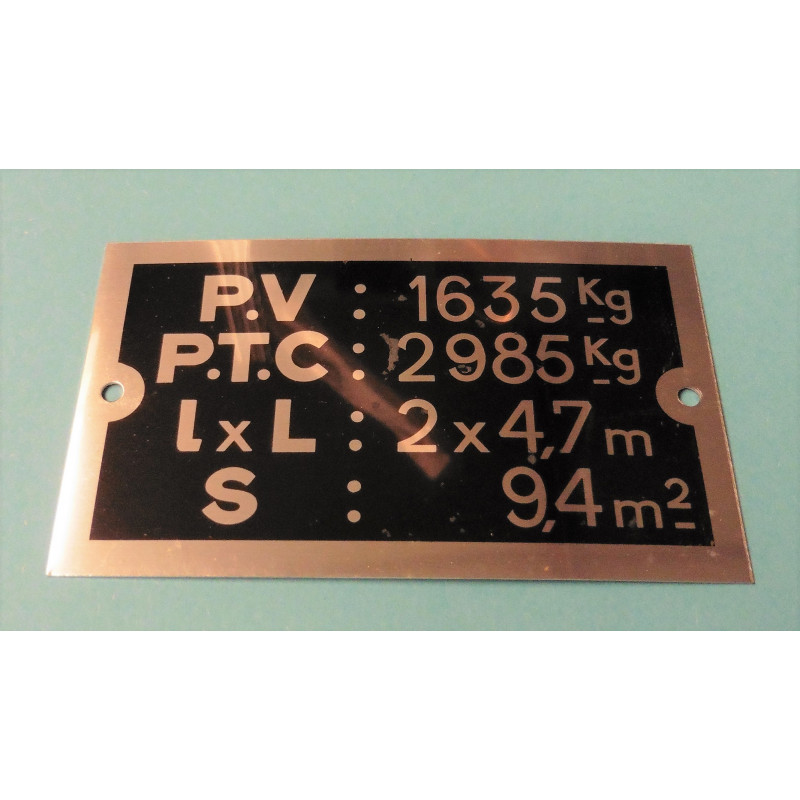 P.V : 1635 Kg
P.T.C : 2985 Kg
l x L : 2 x 4,7 m
S : 9,4 m²